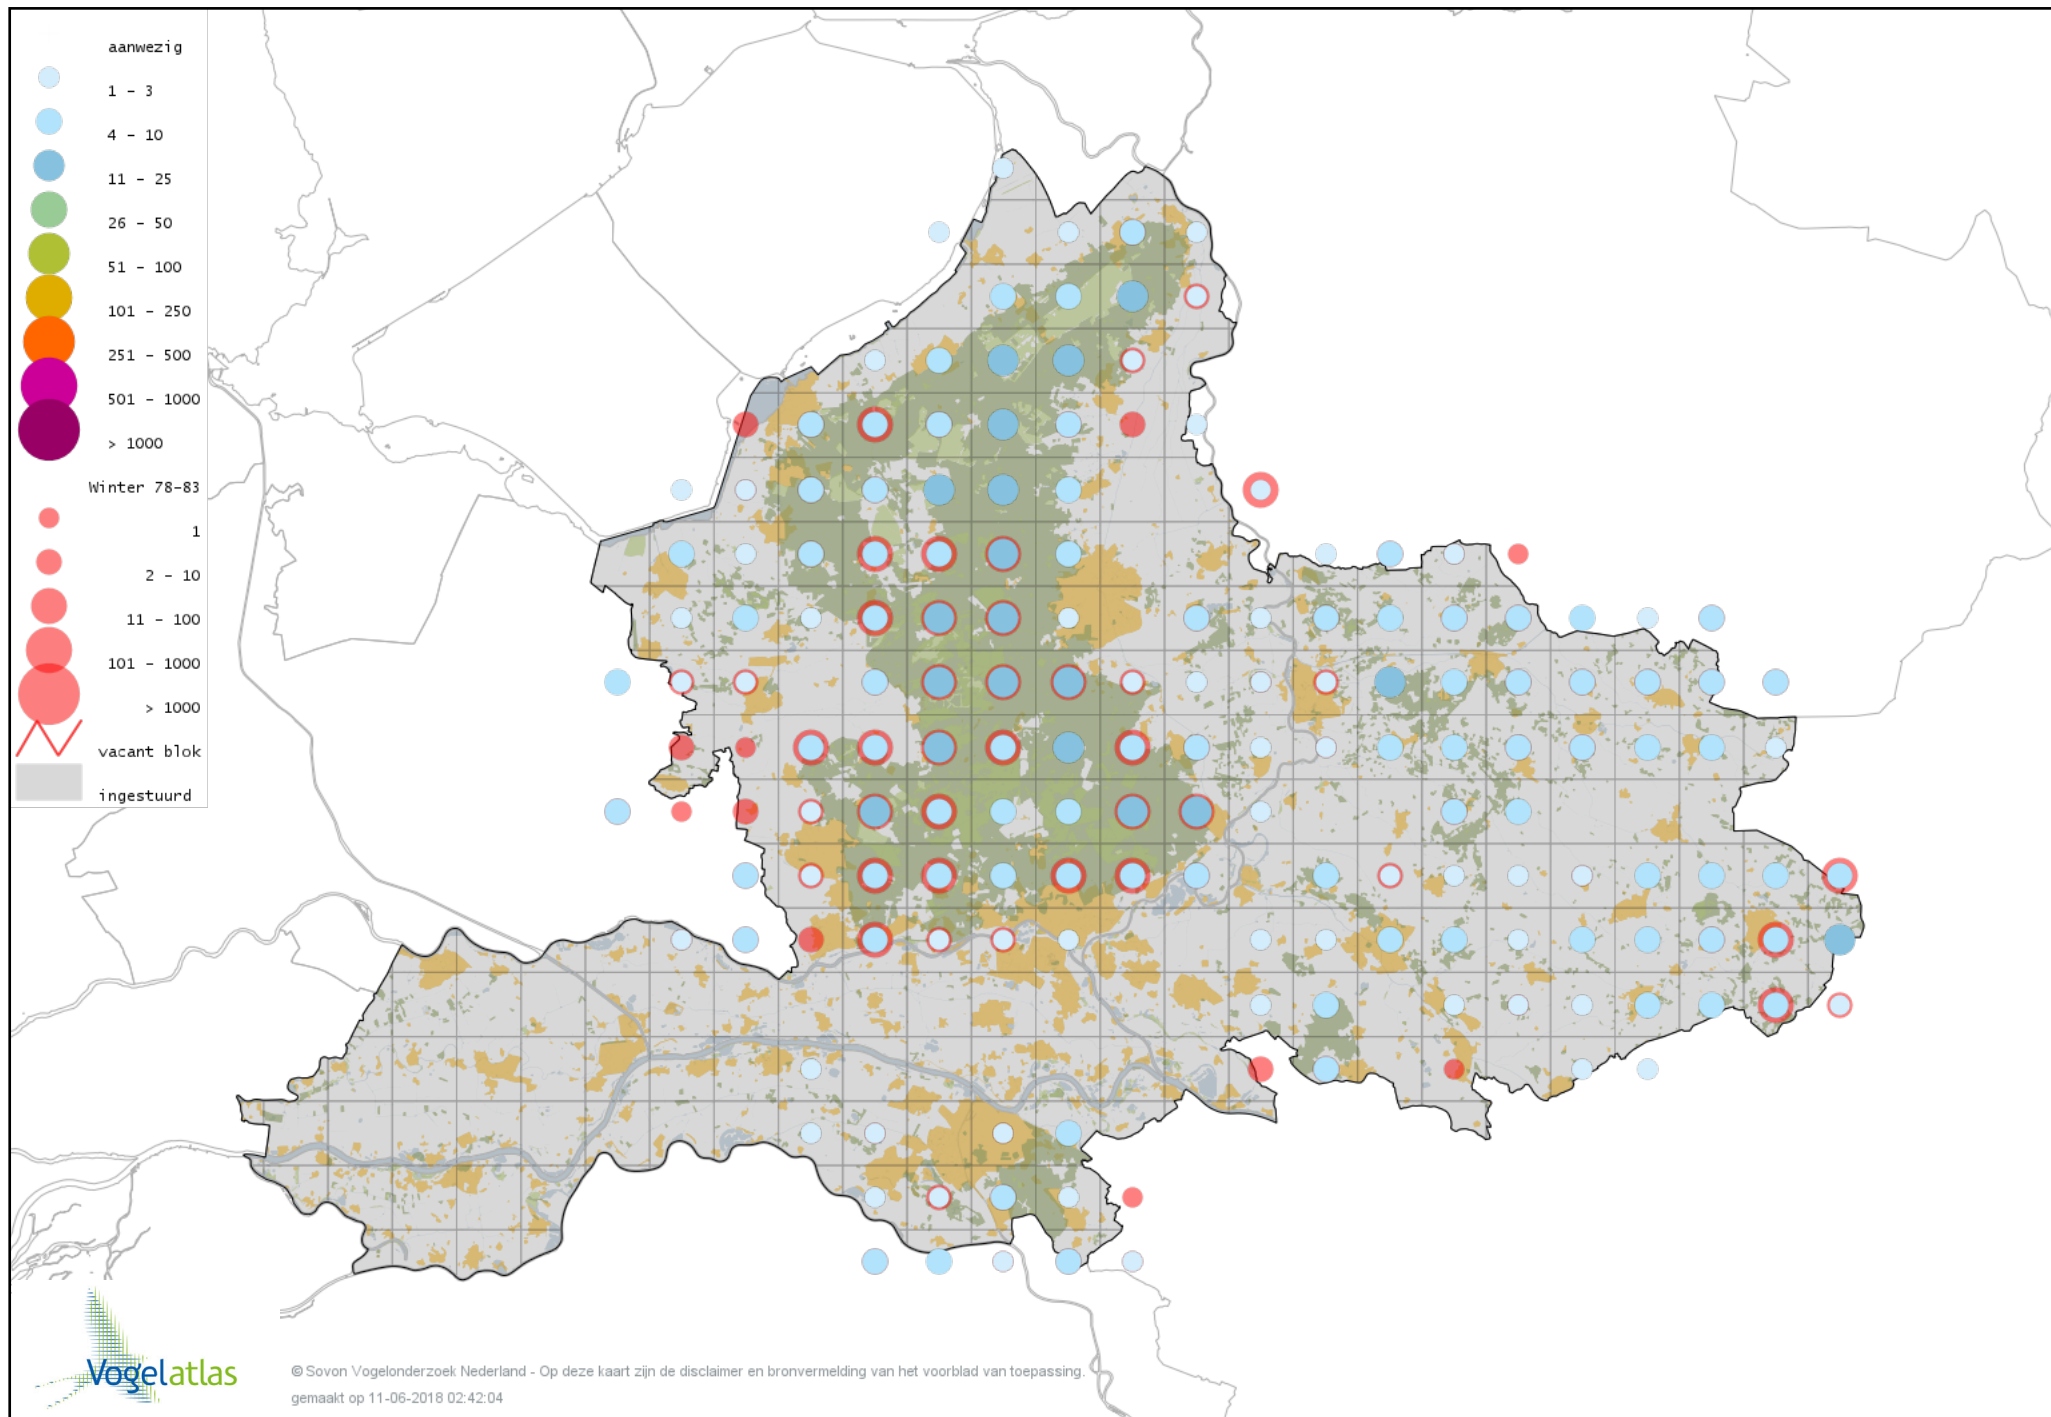 aanwezig
1 - 3
4 - 10
11 - 25
26 - 50
51 - 100
101 - 250
251 - 500
501 - 1000
> 1000
Winter 78-83
1
2 - 10
11 - 100
101 - 1000
> 1000
vacant blok
ingestuurd
Vogelatlas
© Sovon Vogelonderzoek Nederland - Op deze kaart zijn de disclaimer en bronvermelding van het voorblad van toepassing.
gemaakt op 11-06-2018 02:42:04